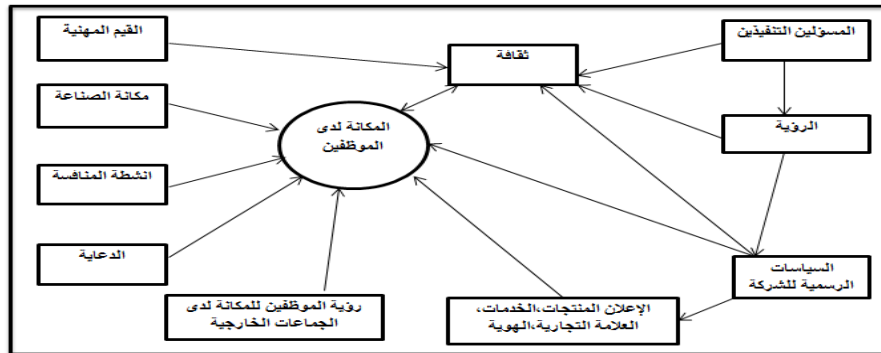 القيم المهنية
ثقافة
المسؤلين التنفيذين
مكانة الصناعة
المكانة لدى
الموظفين
الرؤية
انشطة المنافسة
الدعاية
السياسات
الرسمية للشركة
رؤية الموظفين للمكانة لدى
الجماعات الخارجية
الإعلان المنتجات،الخدمات،
العلامة التجارية،الهوية